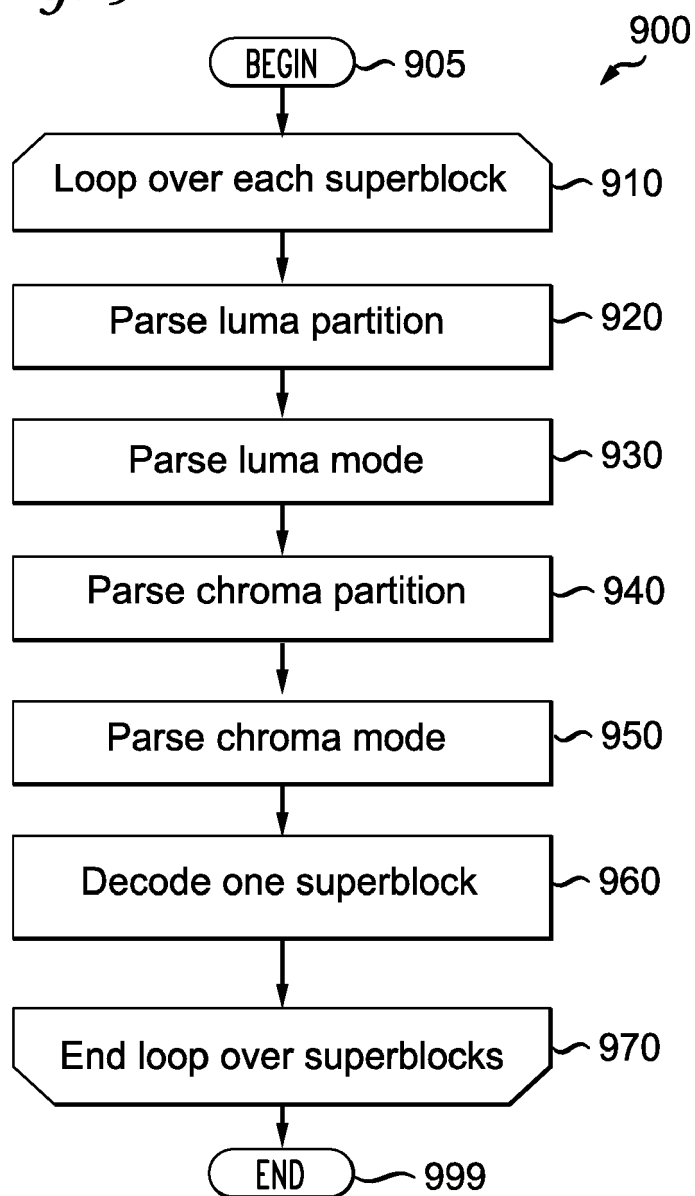 900
BEGIN 905
Loop over each superblock 910
Parse luma partition 920
Parse luma mode 930
Parse chroma partition 940
Parse chroma mode 950
Decode one superblock 960
End loop over superblocks 970
END 999